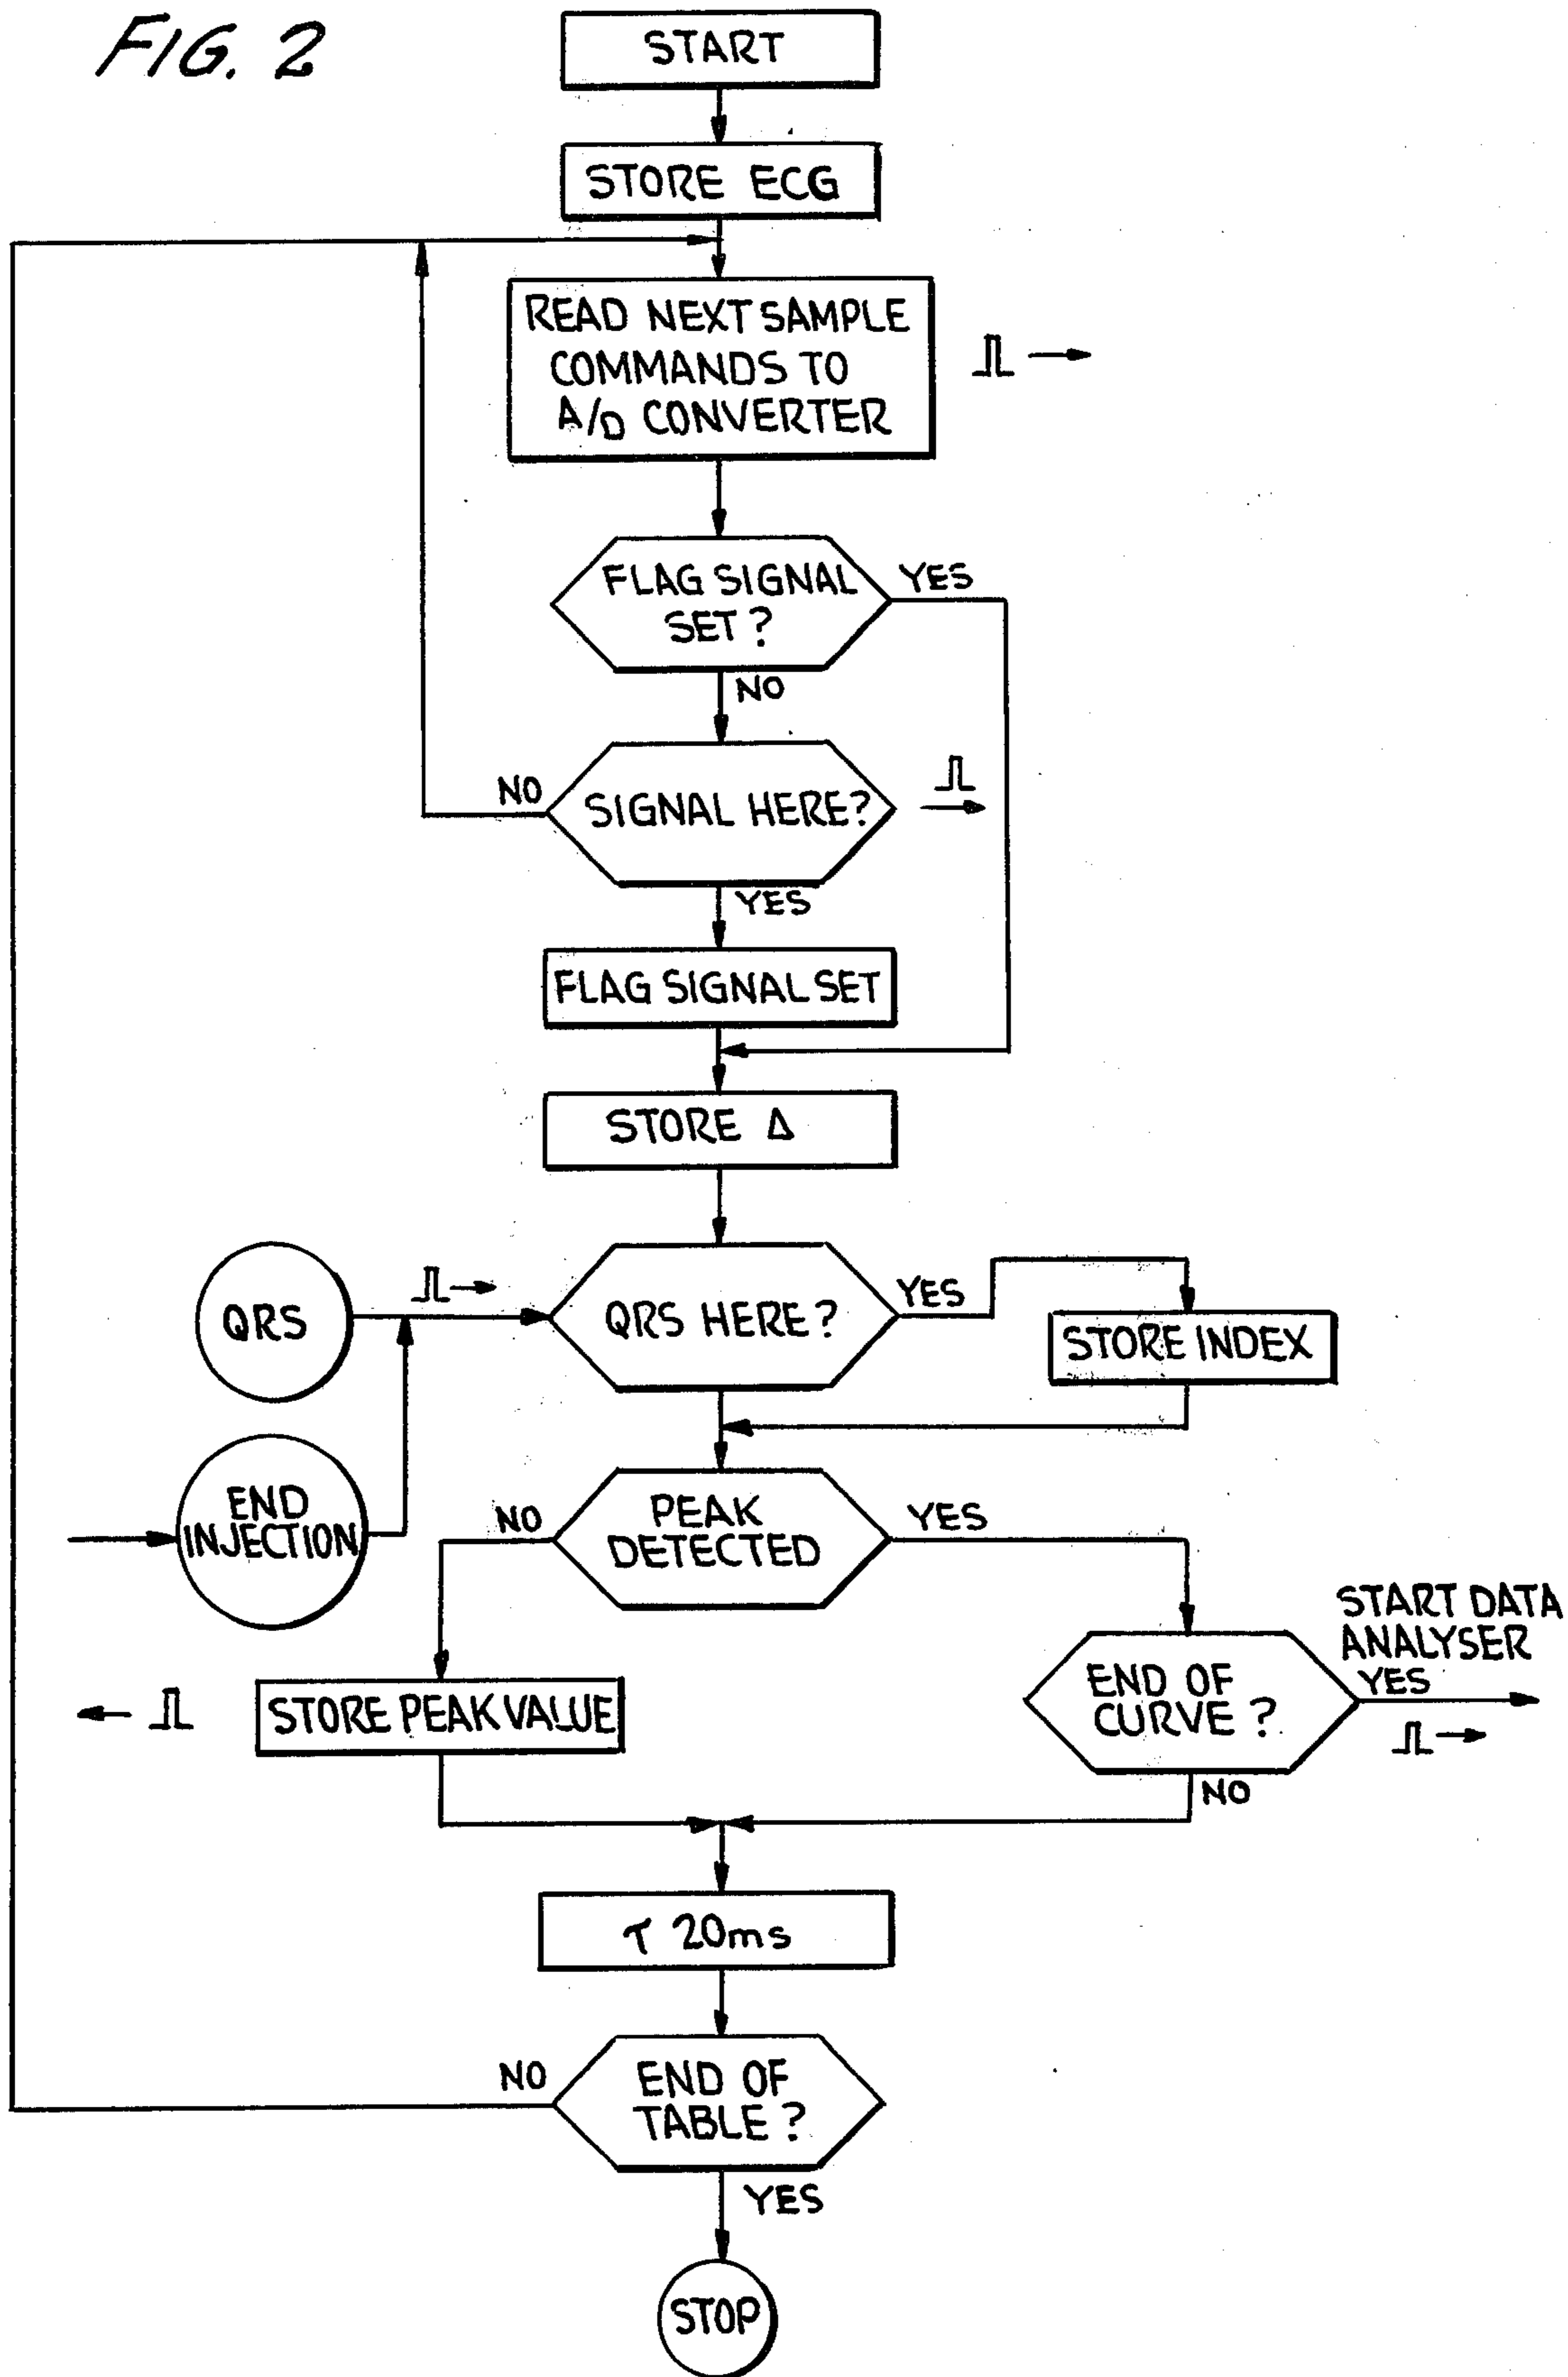 FIG. 2
START
STORE ECG
READ NEXT SAMPLE
COMMANDS TO
A/D CONVERTER
FLAG SIGNAL
SET?
YES
NO
SIGNAL HERE?
NO
YES
FLAG SIGNAL SET
STORE Δ
QRS
QRS HERE?
YES
STORE INDEX
END
INJECTION
PEAK
DETECTED
NO
YES
START DATA
ANALYSER
YES
END OF
CURVE?
NO
STORE PEAK VALUE
τ 20ms
END OF
TABLE?
NO
YES
STOP